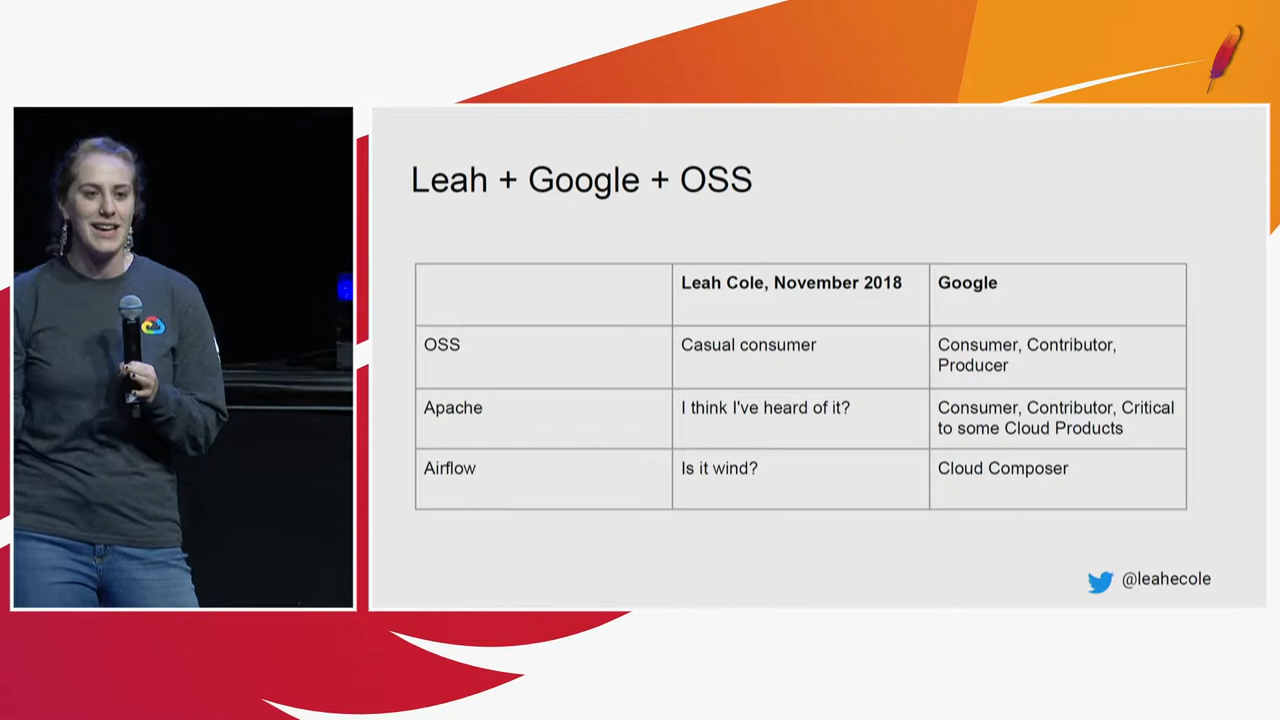 Leah + Google + OSS
Leah Cole, November 2018
Google
OSS
Casual consumer
Consumer, Contributor,
Producer
Apache
I think I've heard of it?
Consumer, Contributor, Critical
to some Cloud Products
Airflow
Is it wind?
Cloud Composer
@leahecole